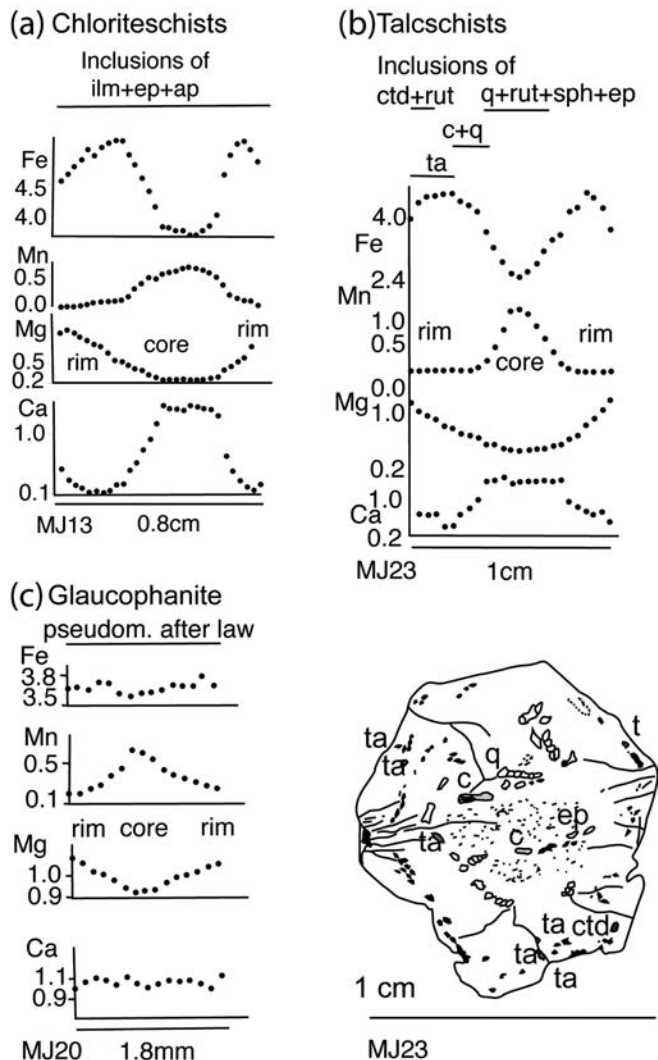 (a) Chloriteschists
Inclusions of
ilm+ep+ap
Fe
4.5
4.0
Mn
0.5
0.0
Mg
0.5
0.2
rim
core
rim
Ca
1.0
0.1
MJ13
0.8cm
(b) Talcschists
Inclusions of
ctd+rut
q+rut+sph+ep
c+q
ta
4.0
Fe
2.4
Mn
1.0
0.5
rim
core
rim
0.0
Mg
1.0
0.2
1.0
Ca
0.2
MJ23
1cm
(c) Glaucophanite
pseudom. after law
Fe
3.8
3.5
Mn
0.5
0.1
rim
core
rim
Mg
1.0
0.9
Ca
1.1
0.9
MJ20
1.8mm
ta
t
ta
q
c
ep
ta
c
ta
ctd
ta
ta
1 cm
MJ23